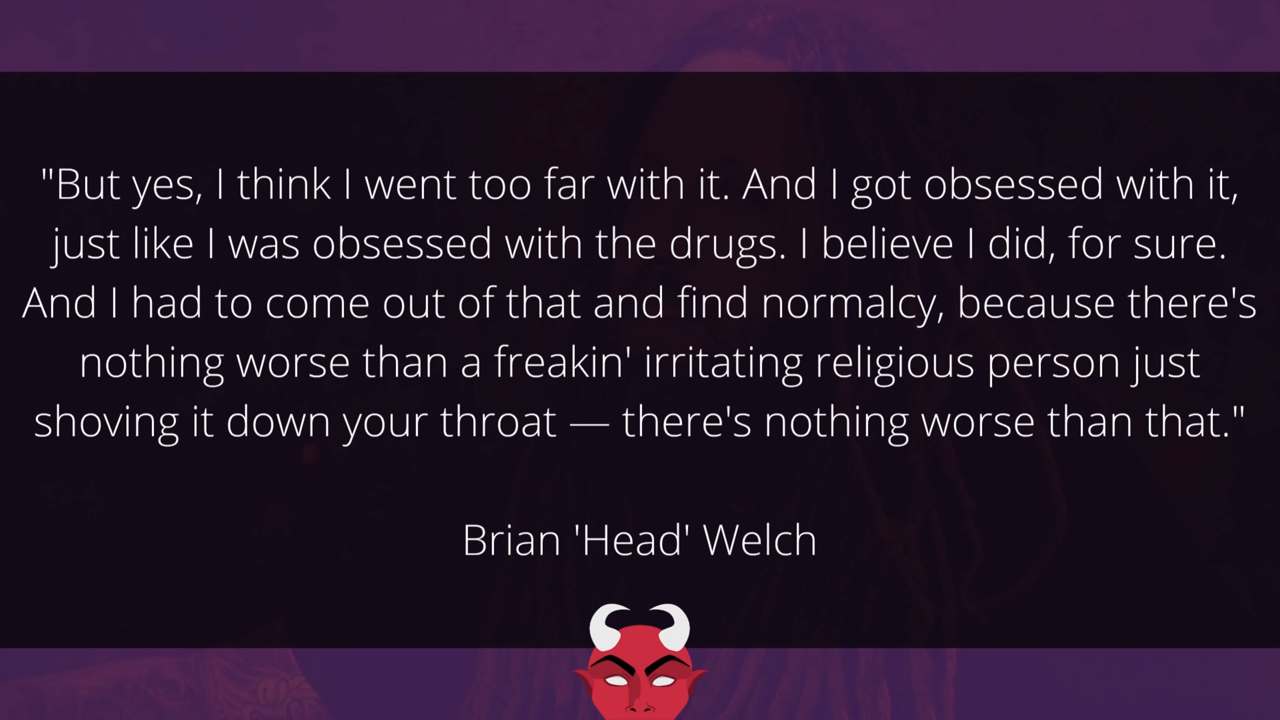 "But yes, I think I went too far with it. And I got obsessed with it,
just like I was obsessed with the drugs. I believe I did, for sure.
And I had to come out of that and find normalcy, because there's
nothing worse than a freakin' irritating religious person just
shoving it down your throat — there's nothing worse than that."
Brian 'Head' Welch